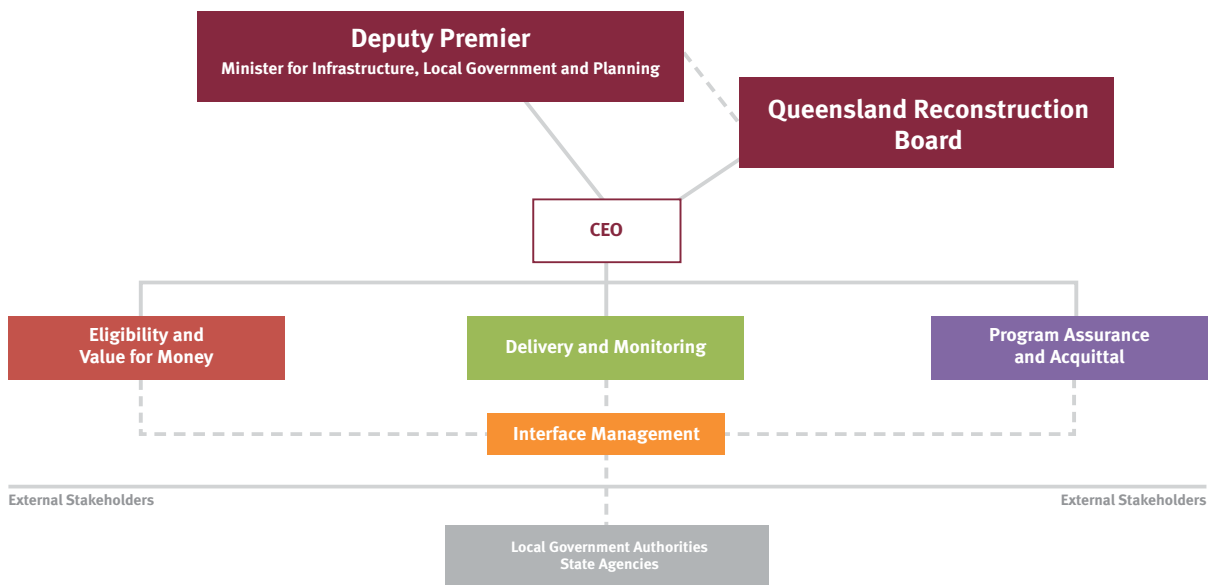 Deputy Premier
Minister for Infrastructure, Local Government and Planning
Queensland Reconstruction
Board
CEO
Eligibility and
Value for Money
Delivery and Monitoring
Program Assurance
and Acquittal
Interface Management
External Stakeholders
External Stakeholders
Local Government Authorities
State Agencies